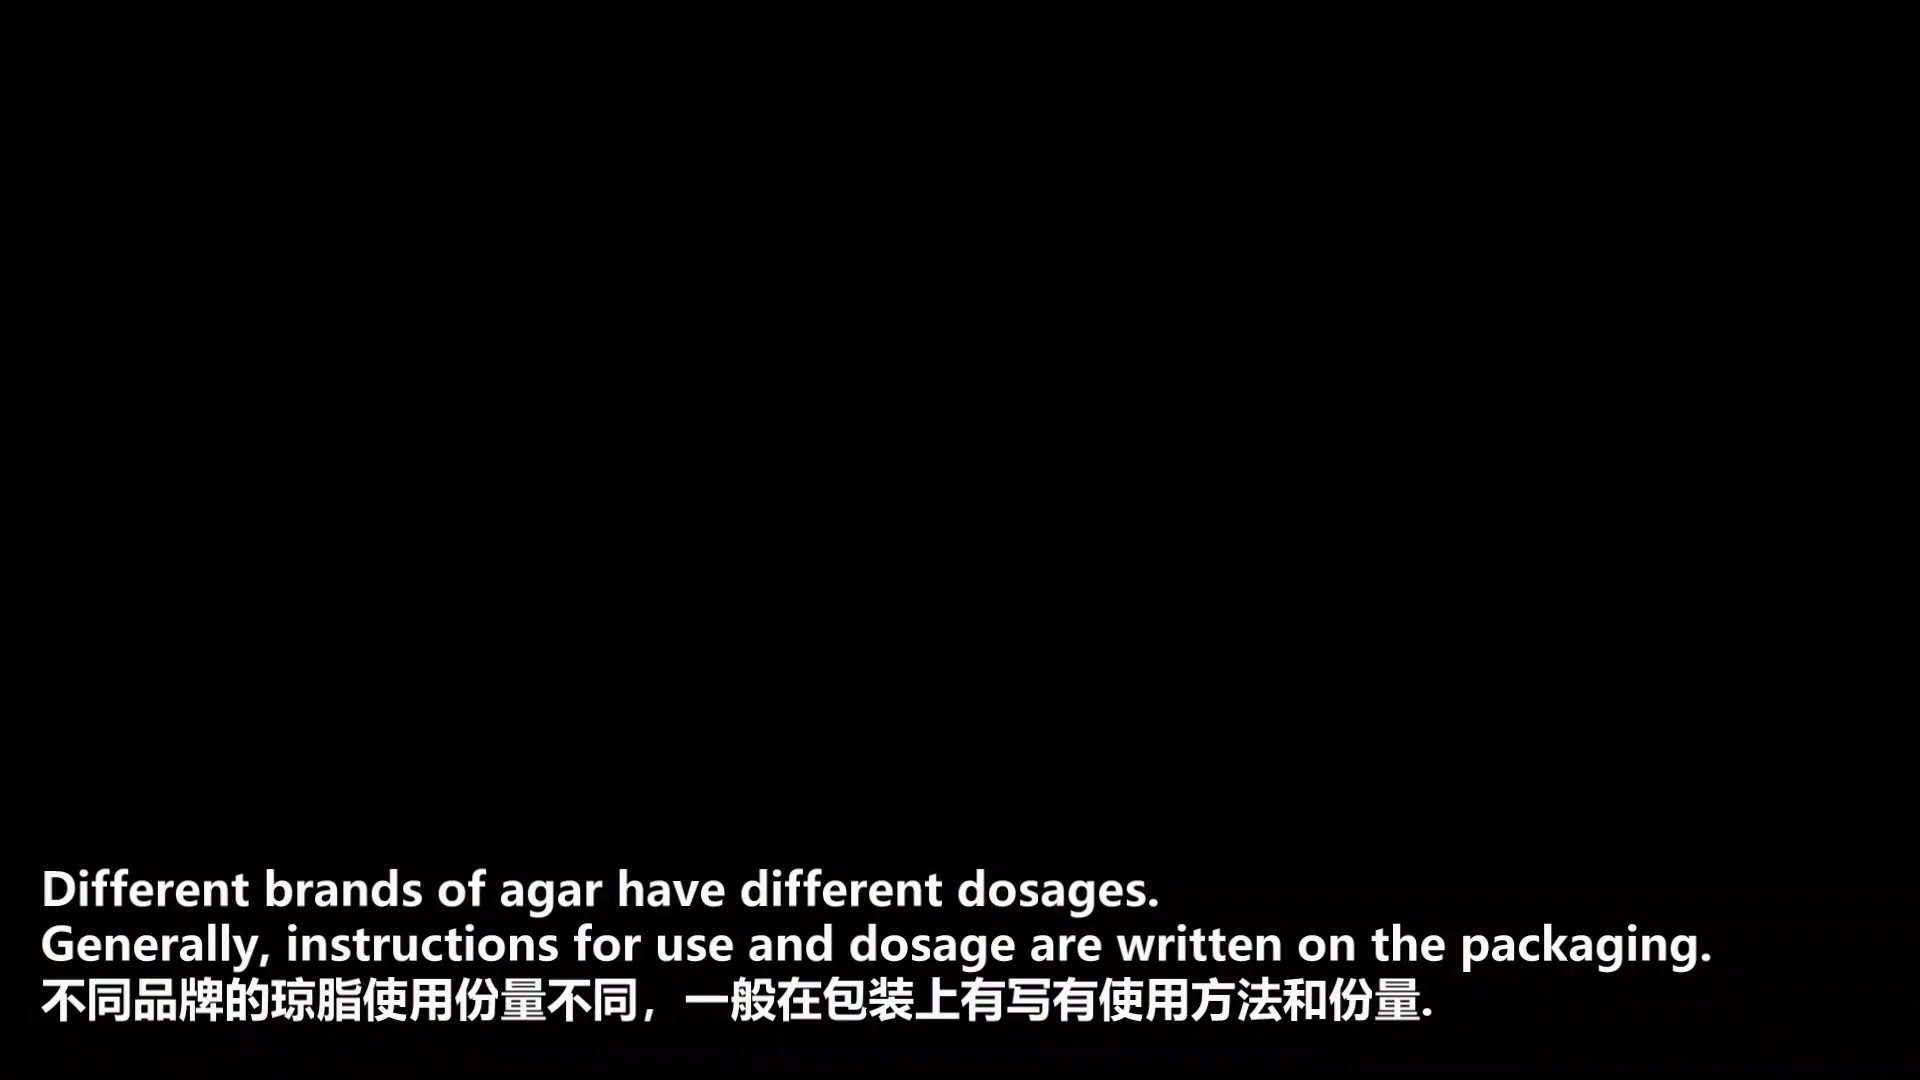 Different brands of agar have different dosages.
Generally, instructions for use and dosage are written on the packaging.
不同品牌的琼脂使用份量不同，一般在包装上有写有使用方法和份量.